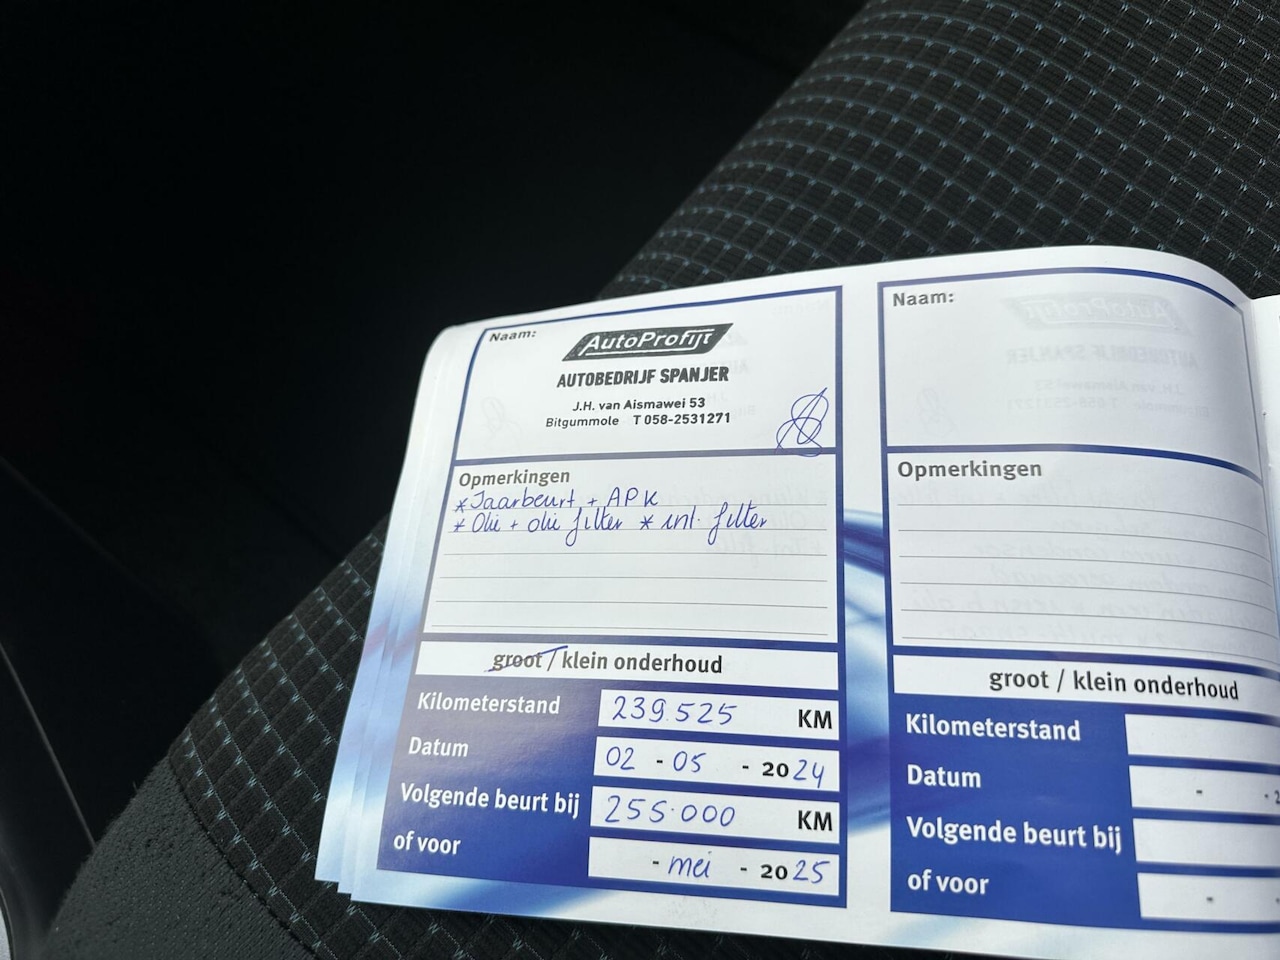 Naam:
AutoProfijt
AUTOBEDRIJF SPANJER
J.H. van Aismawei 53
Bitgummole T 058-2531271
Opmerkingen
* Jaarbeurt + APK
* Olie + olie filter * int. filter
groot / klein onderhoud
Kilometerstand 239.525 KM
Datum 02 - 05 - 2024
Volgende beurt bij 255.000 KM
of voor - mei - 2025
Naam:
Opmerkingen
groot / klein onderhoud
Kilometerstand
Datum - -
Volgende beurt bij
of voor -